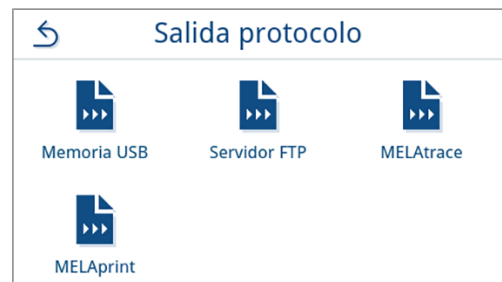 Salida protocolo
Memoria USB
Servidor FTP
MELAtrace
MELAprint